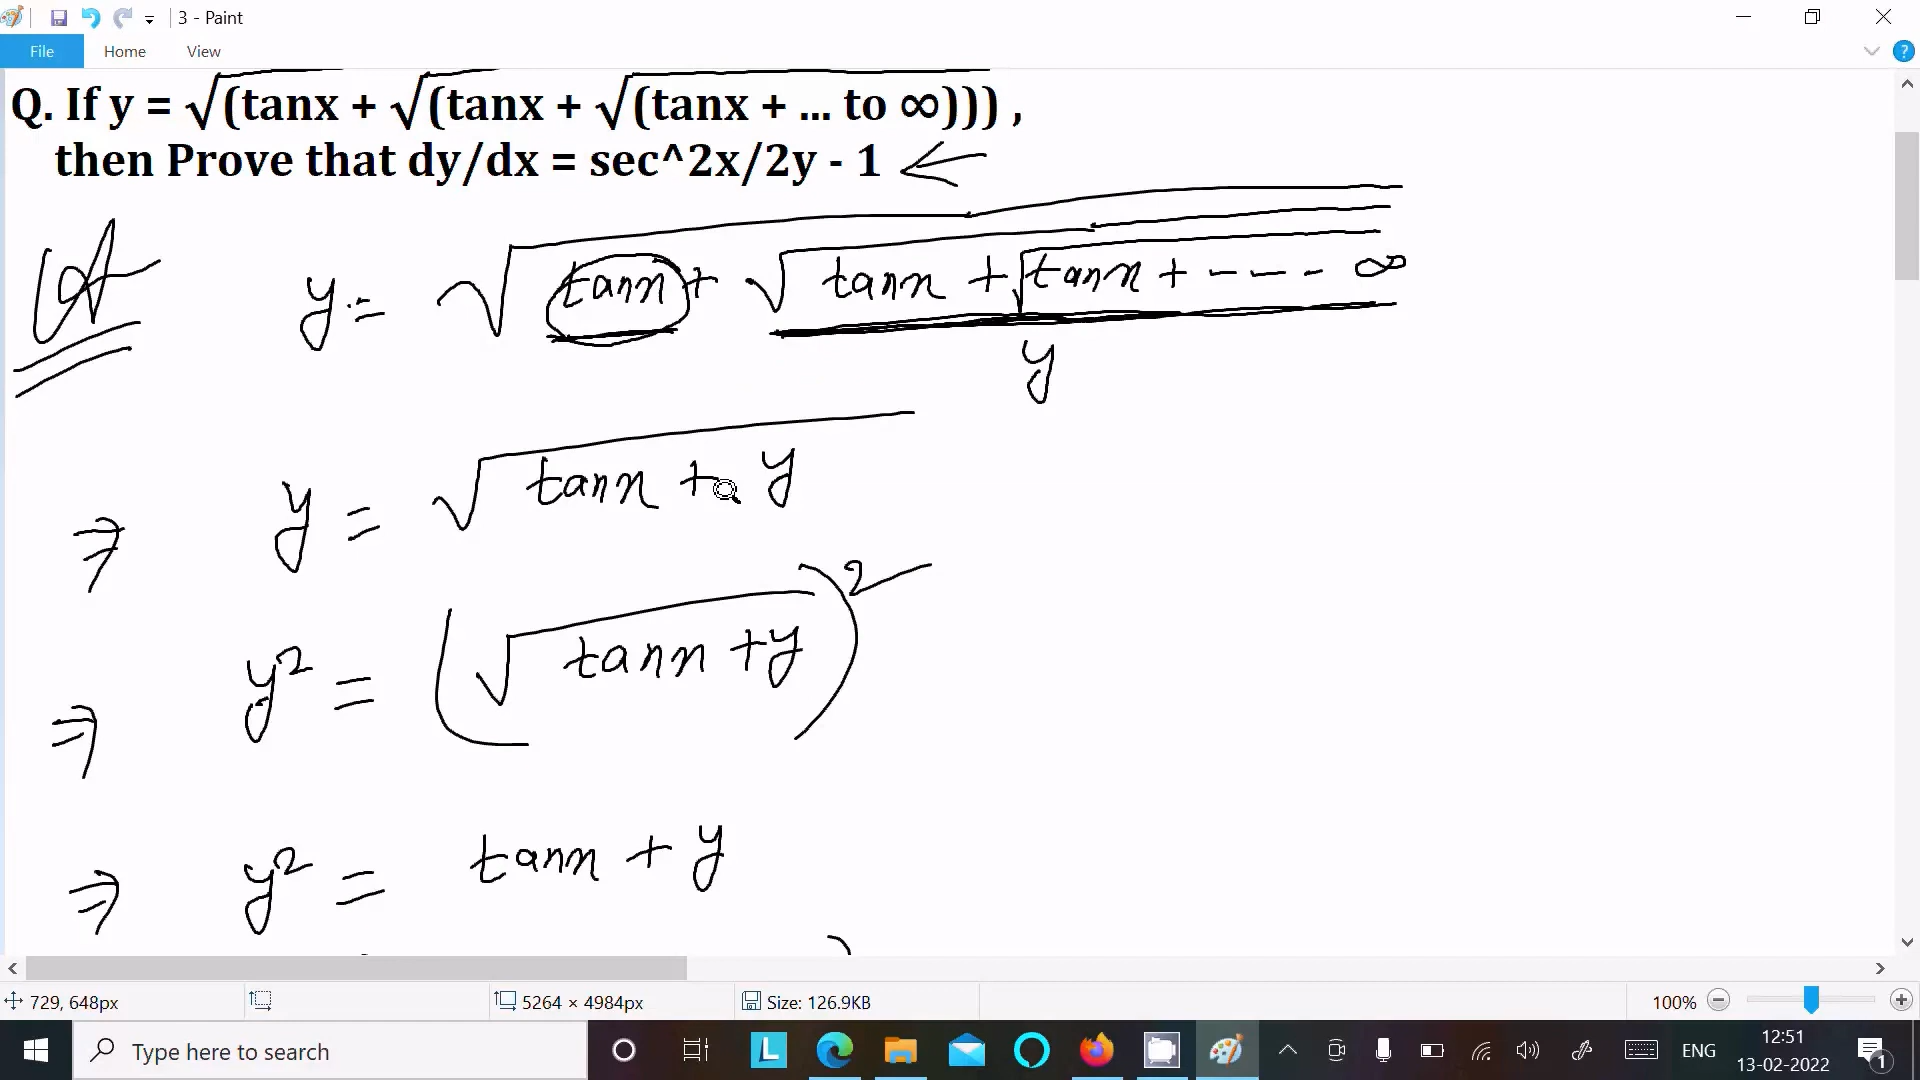 3 - Paint
File Home View
Q. If y = √(tanx + √(tanx + √(tanx + ... to ∞))) ,
then Prove that dy/dx = sec^2x/2y - 1
y = √ tanx + √ tanx + √ tanx + ---- ∞
y
⇒ y = √ tanx + y
⇒ y² = (√ tanx + y)²
⇒ y² = tanx + y
729, 648px 5264 × 4984px Size: 126.9KB 100%
Type here to search L ENG 12:51
13-02-2022 1